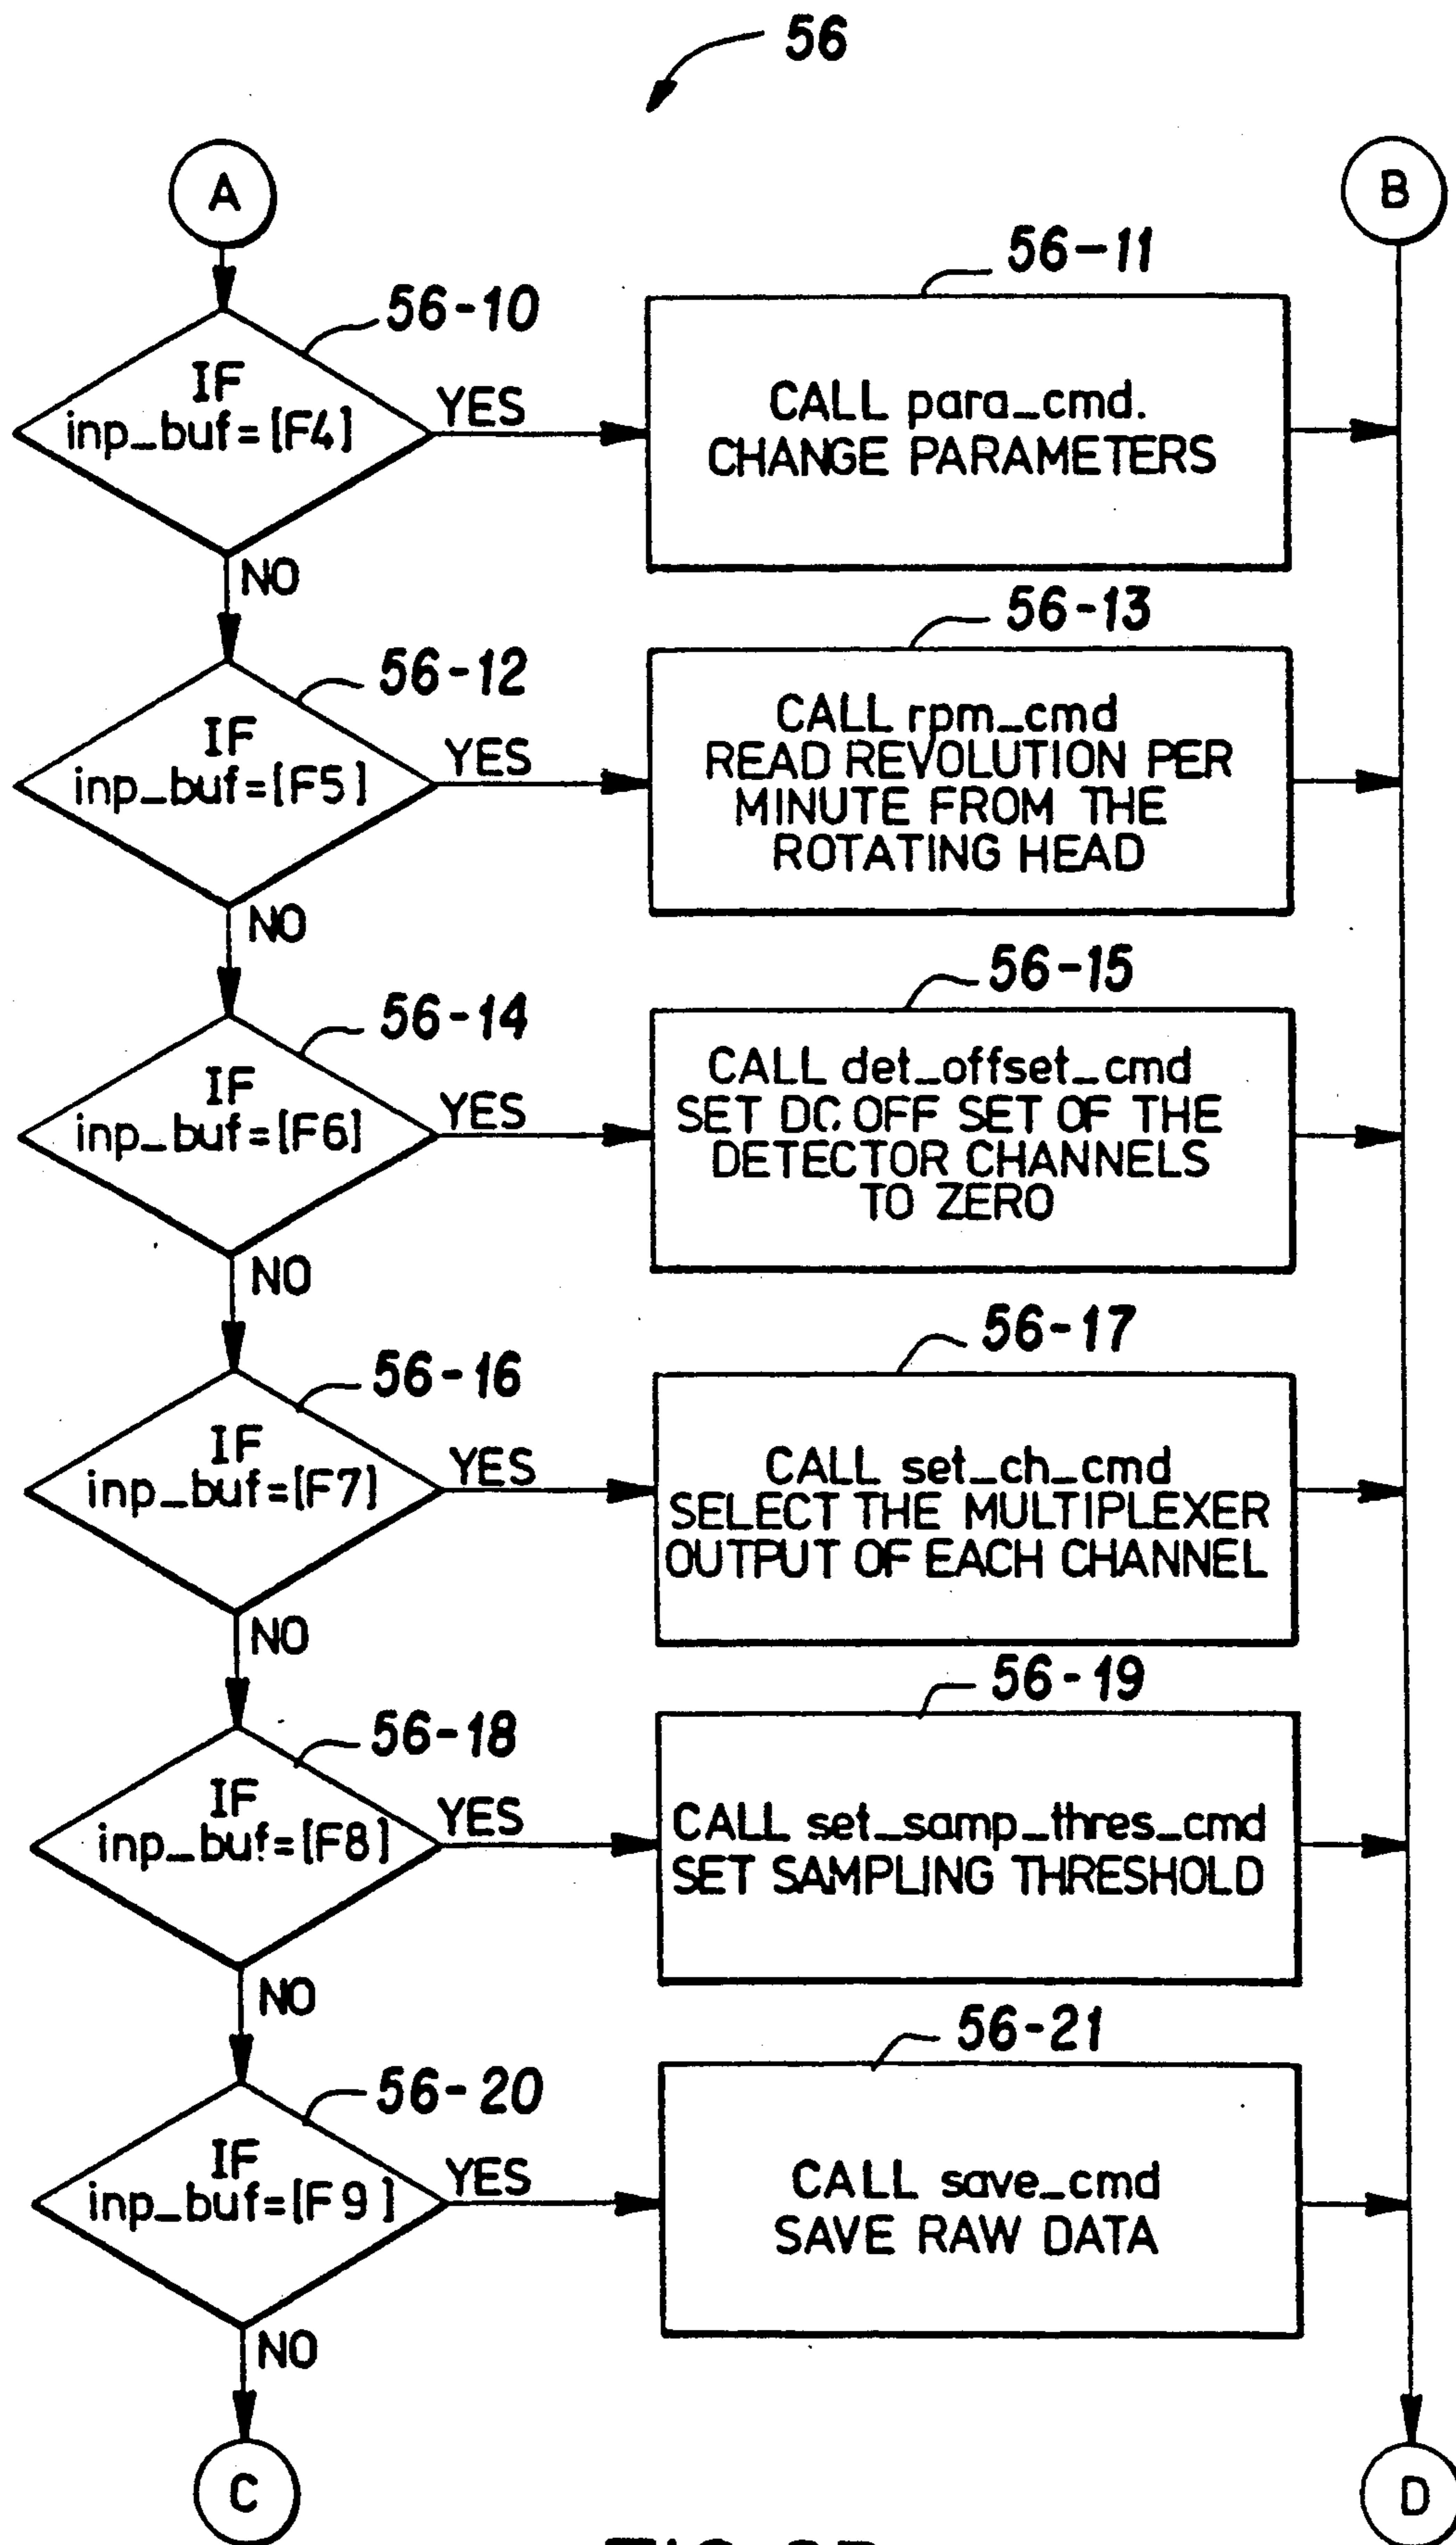 56
A
B
56-10
56-11
IF
inp_buf=[F4]
YES
CALL para_cmd.
CHANGE PARAMETERS
NO
56-12
56-13
IF
inp_buf=[F5]
YES
CALL rpm_cmd
READ REVOLUTION PER
MINUTE FROM THE
ROTATING HEAD
NO
56-14
56-15
IF
inp_buf=[F6]
YES
CALL det_offset_cmd
SET DC OFF SET OF THE
DETECTOR CHANNELS
TO ZERO
NO
56-16
56-17
IF
inp_buf=[F7]
YES
CALL set_ch_cmd
SELECT THE MULTIPLEXER
OUTPUT OF EACH CHANNEL
NO
56-18
56-19
IF
inp_buf=[F8]
YES
CALL set_samp_thres_cmd
SET SAMPLING THRESHOLD
NO
56-20
56-21
IF
inp_buf=[F9]
YES
CALL save_cmd
SAVE RAW DATA
NO
C
D